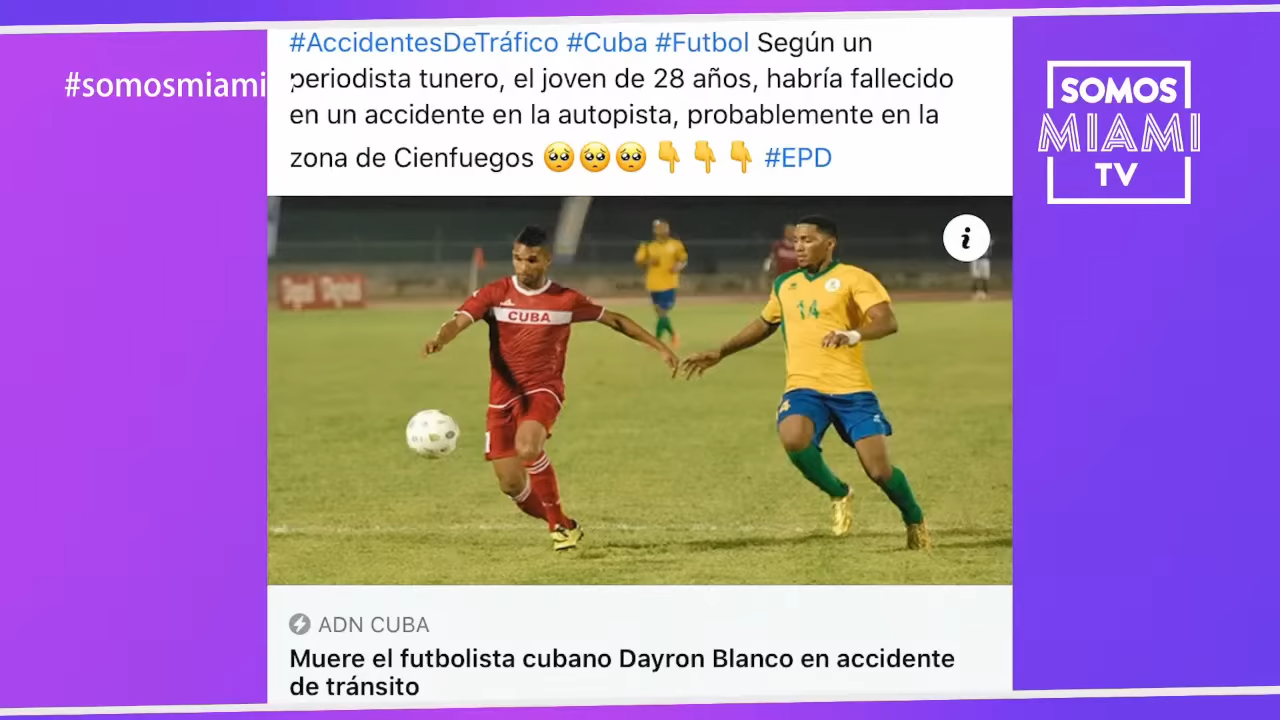 #AccidentesDeTráfico #Cuba #Futbol Según un
periodista tunero, el joven de 28 años, habría fallecido
en un accidente en la autopista, probablemente en la
zona de Cienfuegos 🥺🥺🥺👇👇👇 #EPD
#somosmiami
SOMOS
MIAMI
TV
i
Digicel Digicel
CUBA
14
ADN CUBA
Muere el futbolista cubano Dayron Blanco en accidente
de tránsito